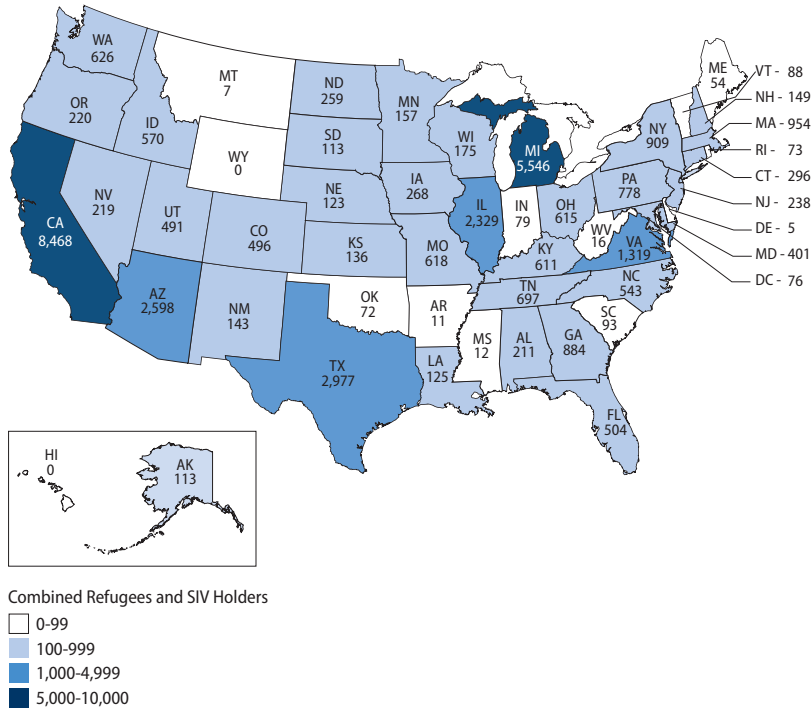 WA
626
MT
7
ND
259
MN
157
ME
54
VT - 88
NH - 149
MA - 954
RI - 73
CT - 296
NJ - 238
DE - 5
MD - 401
DC - 76
OR
220
ID
570
SD
113
WI
175
MI
5,546
NY
909
WY
0
NE
123
IA
268
PA
778
NV
219
UT
491
CO
496
IL
2,329
IN
79
OH
615
CA
8,468
KS
136
MO
618
KY
611
WV
16
VA
1,319
AZ
2,598
NM
143
OK
72
AR
11
TN
697
NC
543
SC
93
TX
2,977
LA
125
MS
12
AL
211
GA
884
FL
504
HI
0
AK
113
Combined Refugees and SIV Holders
0-99
100-999
1,000-4,999
5,000-10,000